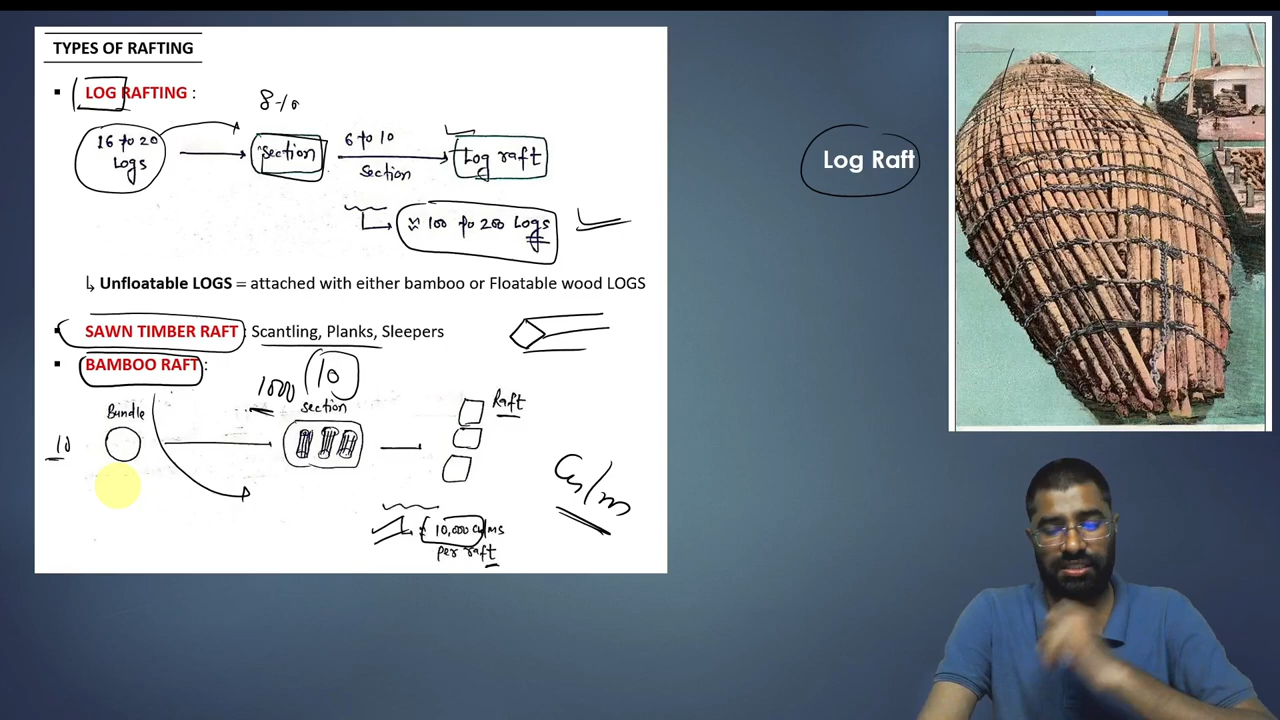 TYPES OF RAFTING
▪ LOG RAFTING :
8-10
16 to 20
Logs
section
6 to 10
Section
Log raft
≈ 100 to 200 Logs
↳ Unfloatable LOGS = attached with either bamboo or Floatable wood LOGS
▪ SAWN TIMBER RAFT : Scantling, Planks, Sleepers
▪ BAMBOO RAFT :
1000 10
Bindle
section
Raft
10
10,000 Culms
per raft
Log Raft